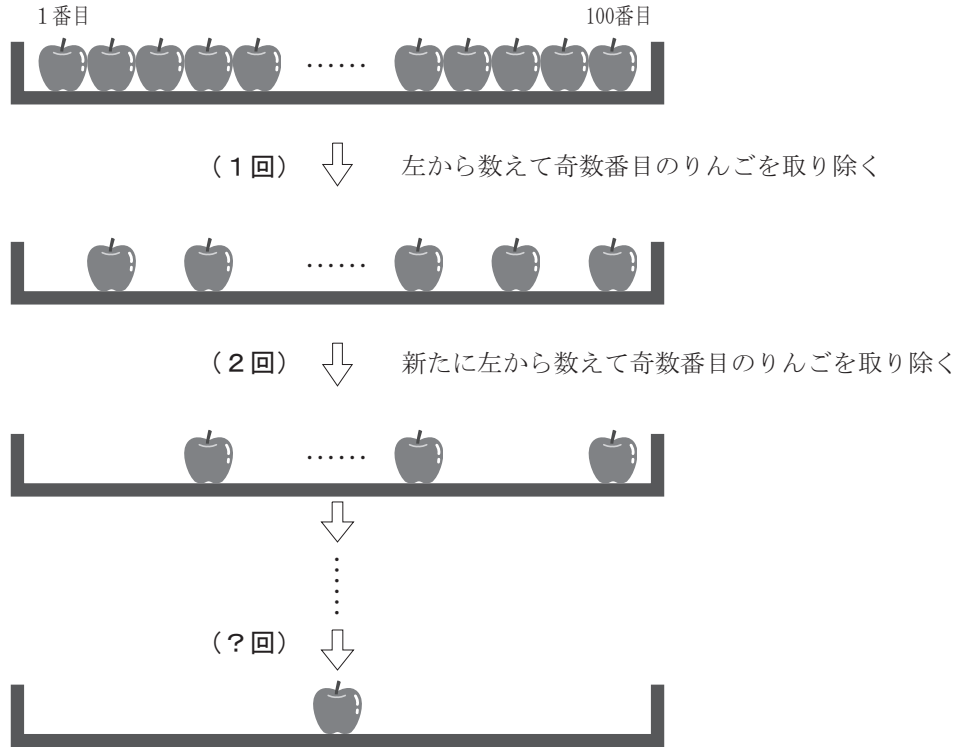 1番目 100番目
……
（1回） 左から数えて奇数番目のりんごを取り除く
……
（2回） 新たに左から数えて奇数番目のりんごを取り除く
……
……
（？回）